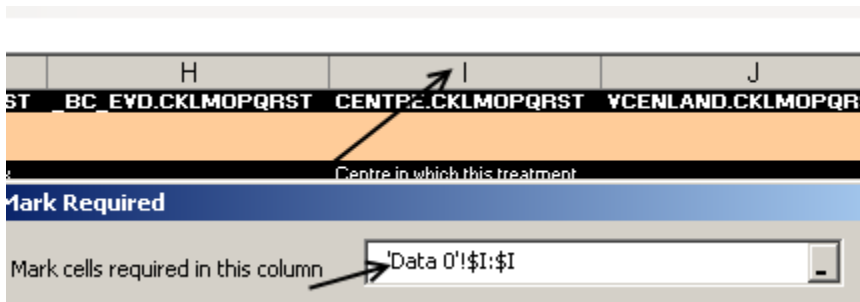 H I J
ST _BC_EVD.CKLMOPQRST CENTRE.CKLMOPQRST VCENLAND.CKLMOPQR
Centre in which this treatment
Mark Required
Mark cells required in this column 'Data 0'!$I:$I